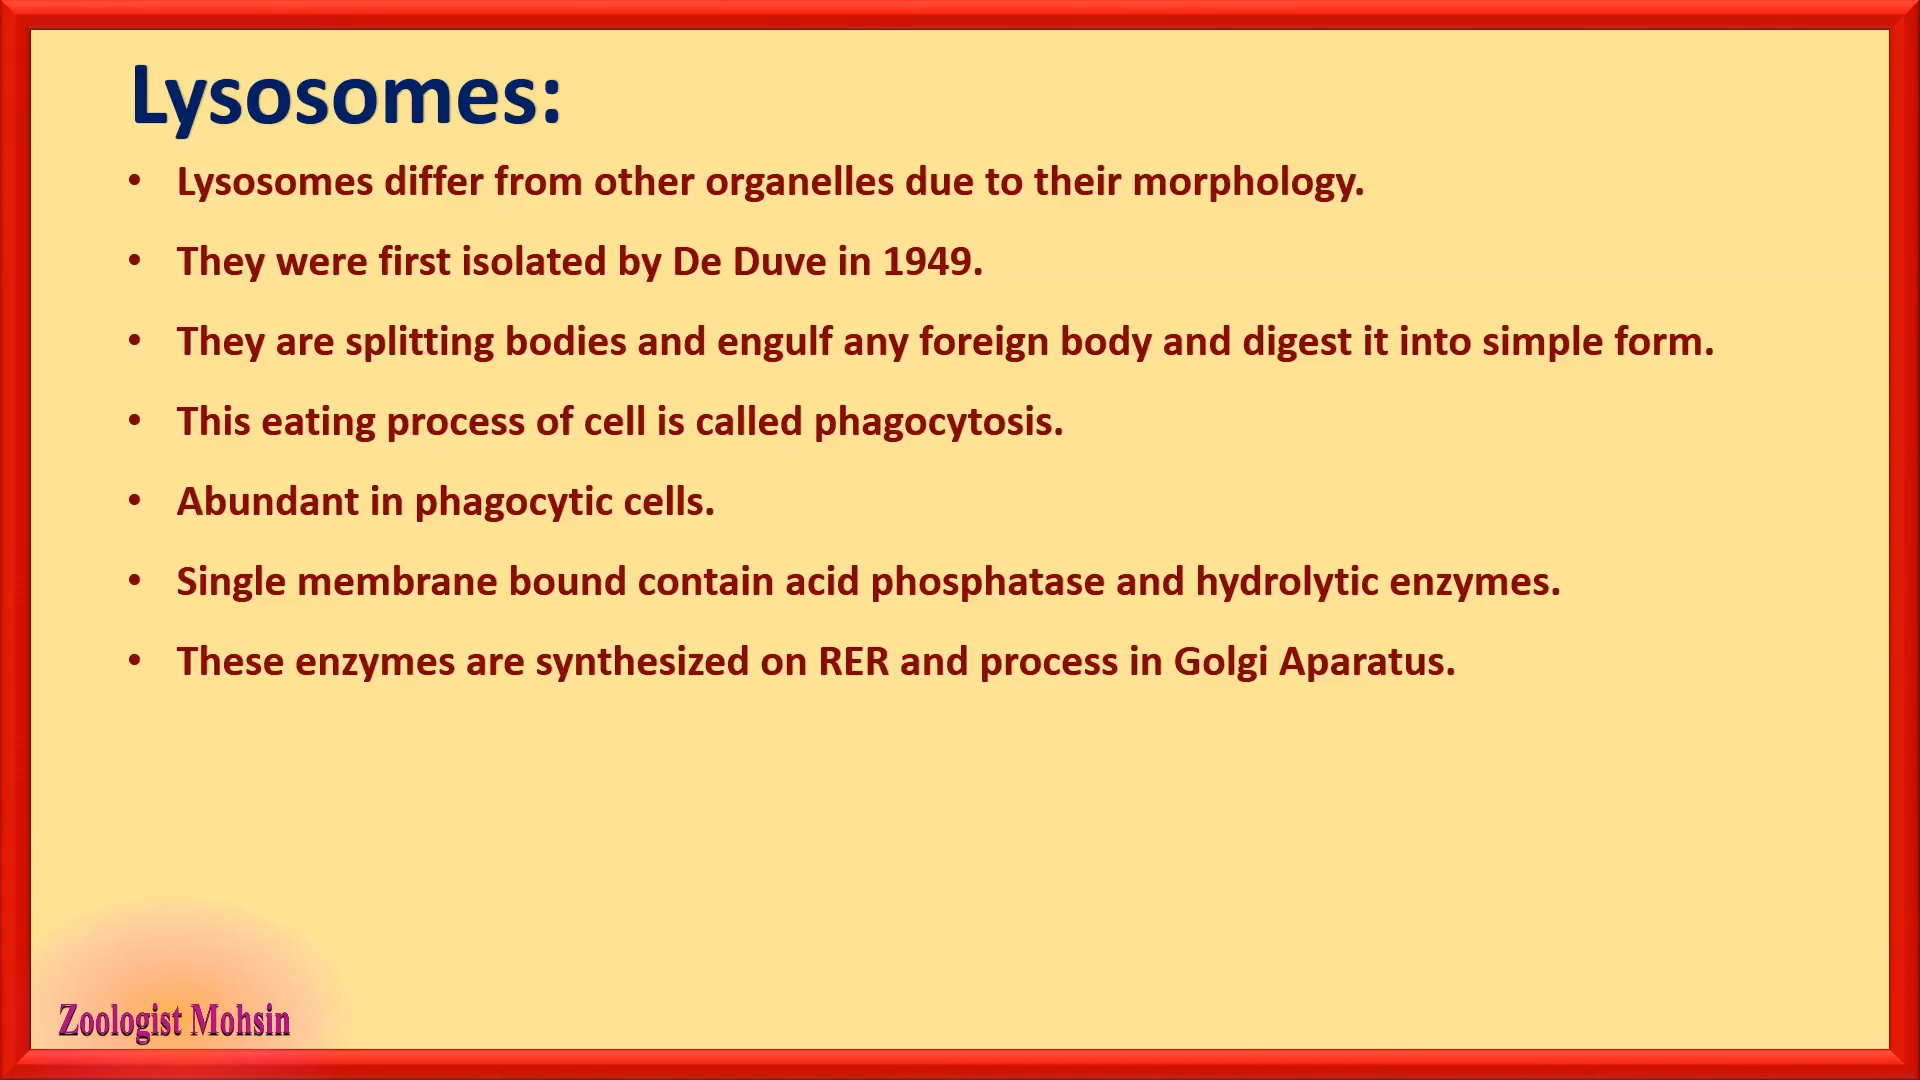 Lysosomes:
• Lysosomes differ from other organelles due to their morphology.
• They were first isolated by De Duve in 1949.
• They are splitting bodies and engulf any foreign body and digest it into simple form.
• This eating process of cell is called phagocytosis.
• Abundant in phagocytic cells.
• Single membrane bound contain acid phosphatase and hydrolytic enzymes.
• These enzymes are synthesized on RER and process in Golgi Aparatus.
Zoologist Mohsin